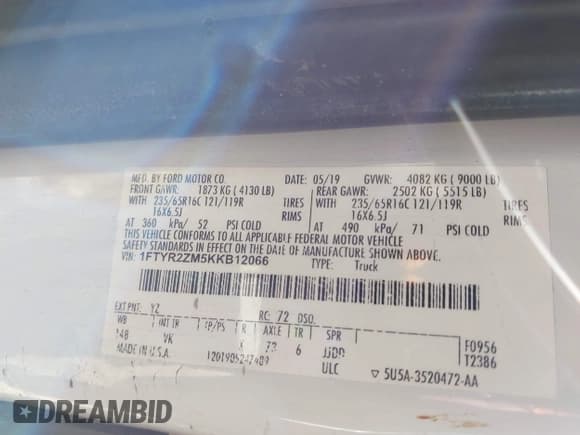 MFD. BY FORD MOTOR CO. DATE: 05/19 GVWR: 4082 KG ( 9000 LB)
FRONT GAWR: 1873 KG ( 4130 LB) REAR GAWR: 2502 KG ( 5515 LB)
WITH 235/65R16C 121/119R TIRES WITH 235/65R16C 121/119R TIRES
16X6.5J RIMS 16X6.5J RIMS
AT 360 kPa/ 52 PSI COLD AT 490 kPa/ 71 PSI COLD
THIS VEHICLE CONFORMS TO ALL APPLICABLE FEDERAL MOTOR VEHICLE
SAFETY STANDARDS IN EFFECT ON THE DATE OF MANUFACTURE SHOWN ABOVE.
VIN: 1FTYR2ZM5KKB12066 TYPE: Truck
EXT PNT: YZ RC: 72 DSO:
WB INT TR TP/PS R AXLE TR SPR F0956
148 VK 6 JJDD T2386
MADE IN U.S.A. ULC ▽ 5U5A-3520472-AA
DREAMBID